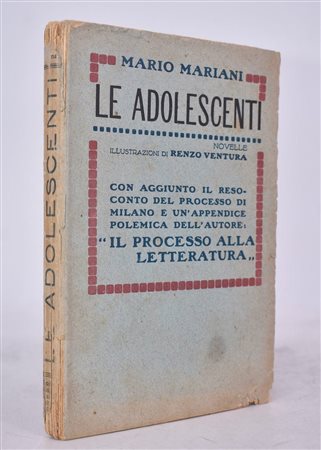 MARIO MARIANI
LE ADOLESCENTI
NOVELLE
ILLUSTRAZIONI DI RENZO VENTURA
CON AGGIUNTO IL RESO-
CONTO DEL PROCESSO DI
MILANO E UN'APPENDICE
POLEMICA DELL'AUTORE:
"IL PROCESSO ALLA
LETTERATURA„
LE ADOLESCENTI